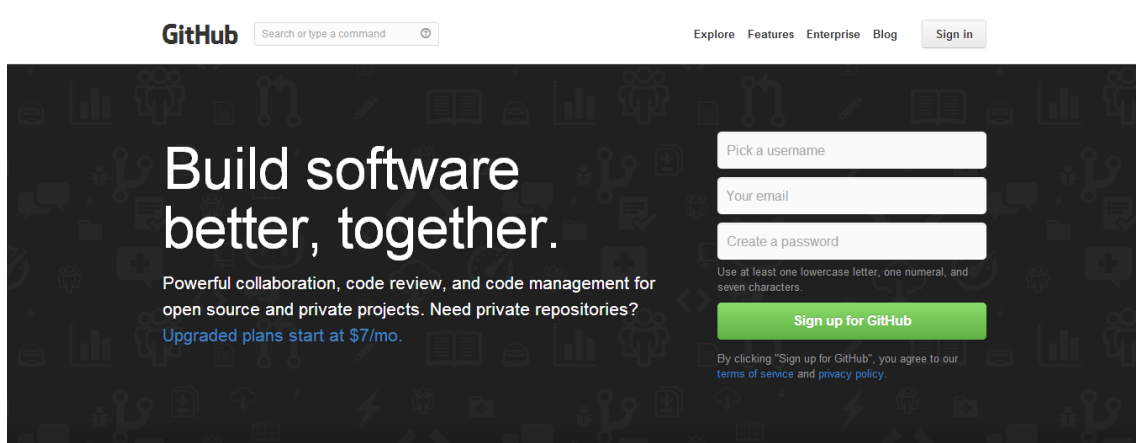 GitHub
Search or type a command
Explore Features Enterprise Blog Sign in
Build software
better, together.
Powerful collaboration, code review, and code management for
open source and private projects. Need private repositories?
Upgraded plans start at $7/mo.
Pick a username
Your email
Create a password
Use at least one lowercase letter, one numeral, and
seven characters.
Sign up for GitHub
By clicking "Sign up for GitHub", you agree to our
terms of service and privacy policy.